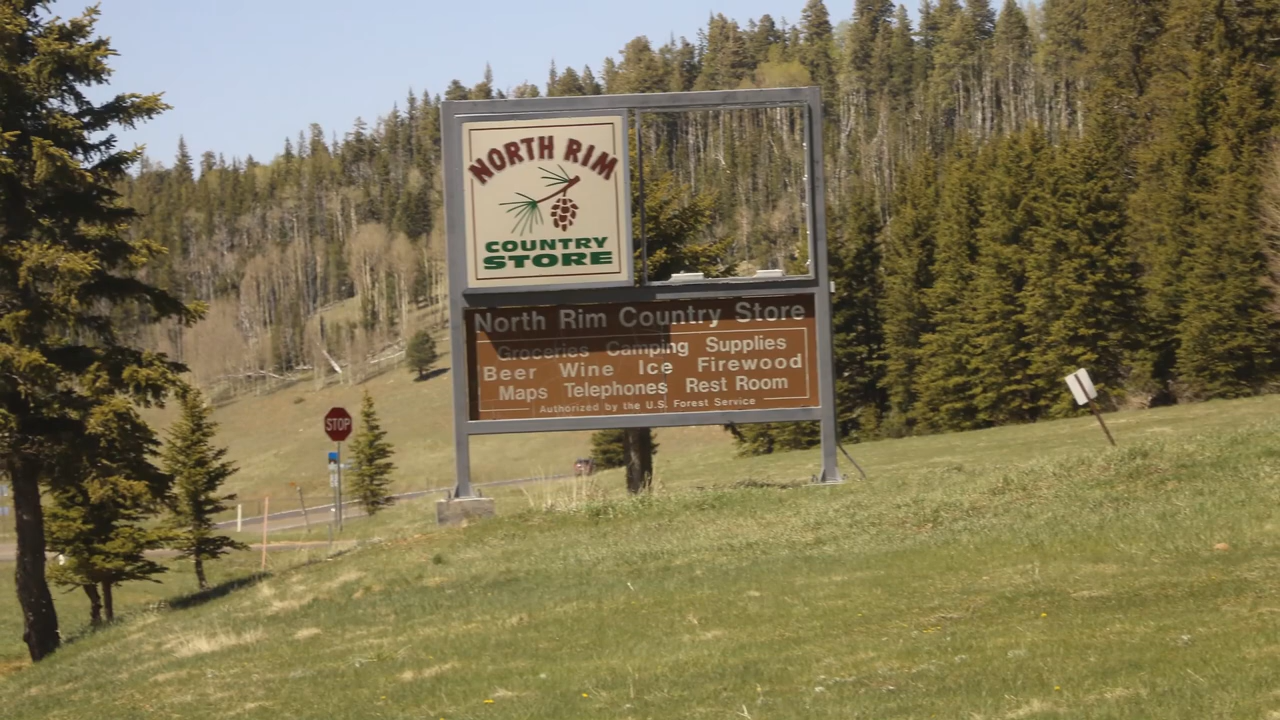 NORTH RIM
COUNTRY
STORE
North Rim Country Store
Groceries Camping Supplies
Beer Wine Ice Firewood
Maps Telephones Rest Room
Authorized by the U.S. Forest Service
STOP